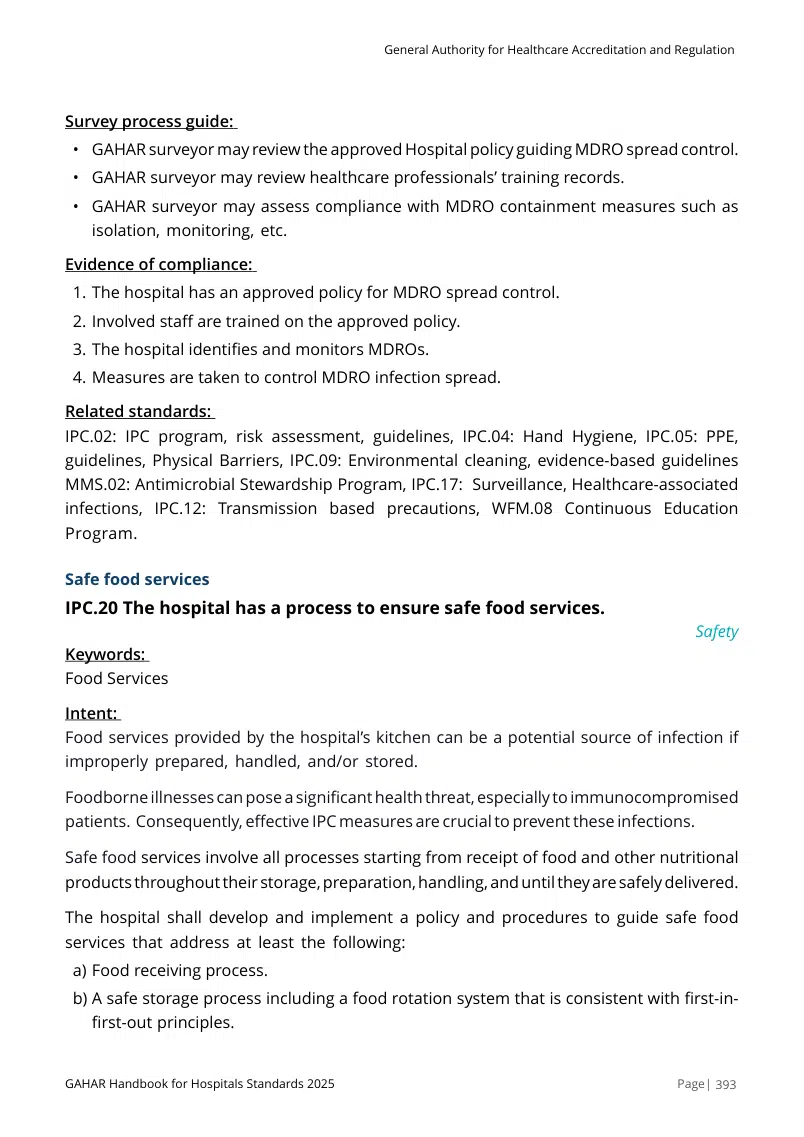 General Authority for Healthcare Accreditation and Regulation
Survey process guide:
• GAHAR surveyor may review the approved Hospital policy guiding MDRO spread control.
• GAHAR surveyor may review healthcare professionals’ training records.
• GAHAR surveyor may assess compliance with MDRO containment measures such as
isolation, monitoring, etc.
Evidence of compliance:
1. The hospital has an approved policy for MDRO spread control.
2. Involved staff are trained on the approved policy.
3. The hospital identifies and monitors MDROs.
4. Measures are taken to control MDRO infection spread.
Related standards:
IPC.02: IPC program, risk assessment, guidelines, IPC.04: Hand Hygiene, IPC.05: PPE,
guidelines, Physical Barriers, IPC.09: Environmental cleaning, evidence-based guidelines
MMS.02: Antimicrobial Stewardship Program, IPC.17: Surveillance, Healthcare-associated
infections, IPC.12: Transmission based precautions, WFM.08 Continuous Education
Program.
Safe food services
IPC.20 The hospital has a process to ensure safe food services.
Safety
Keywords:
Food Services
Intent:
Food services provided by the hospital’s kitchen can be a potential source of infection if
improperly prepared, handled, and/or stored.
Foodborne illnesses can pose a significant health threat, especially to immunocompromised
patients. Consequently, effective IPC measures are crucial to prevent these infections.
Safe food services involve all processes starting from receipt of food and other nutritional
products throughout their storage, preparation, handling, and until they are safely delivered.
The hospital shall develop and implement a policy and procedures to guide safe food
services that address at least the following:
a) Food receiving process.
b) A safe storage process including a food rotation system that is consistent with first-in-
first-out principles.
GAHAR Handbook for Hospitals Standards 2025
Page| 393